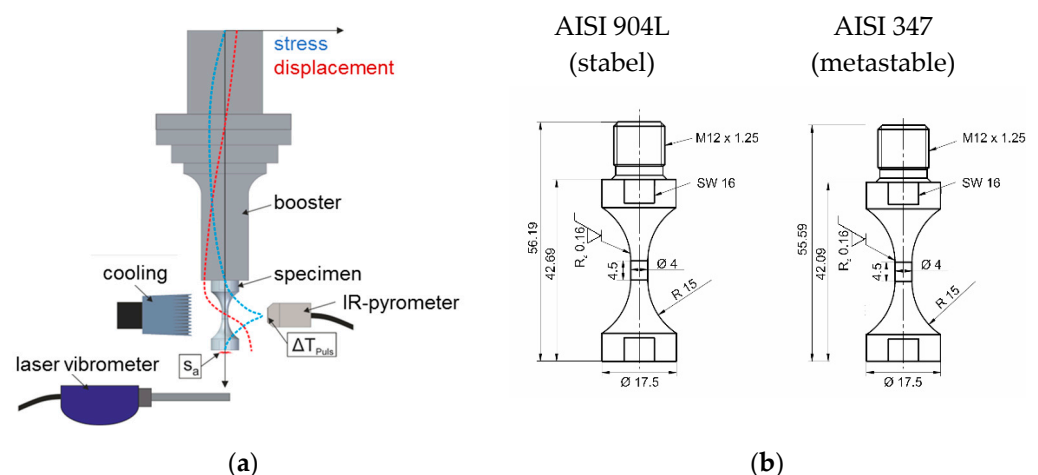 stress
displacement
booster
cooling
specimen
IR-pyrometer
ΔT_Puls
s_a
laser vibrometer
(a)
AISI 904L
(stabel)
M12 x 1.25
SW 16
56.19
42.69
R_z 0.16
4.5
Ø 4
R 15
Ø 17.5
AISI 347
(metastable)
M12 x 1.25
SW 16
55.59
42.09
R_z 0.16
4.5
Ø 4
R 15
Ø 17.5
(b)